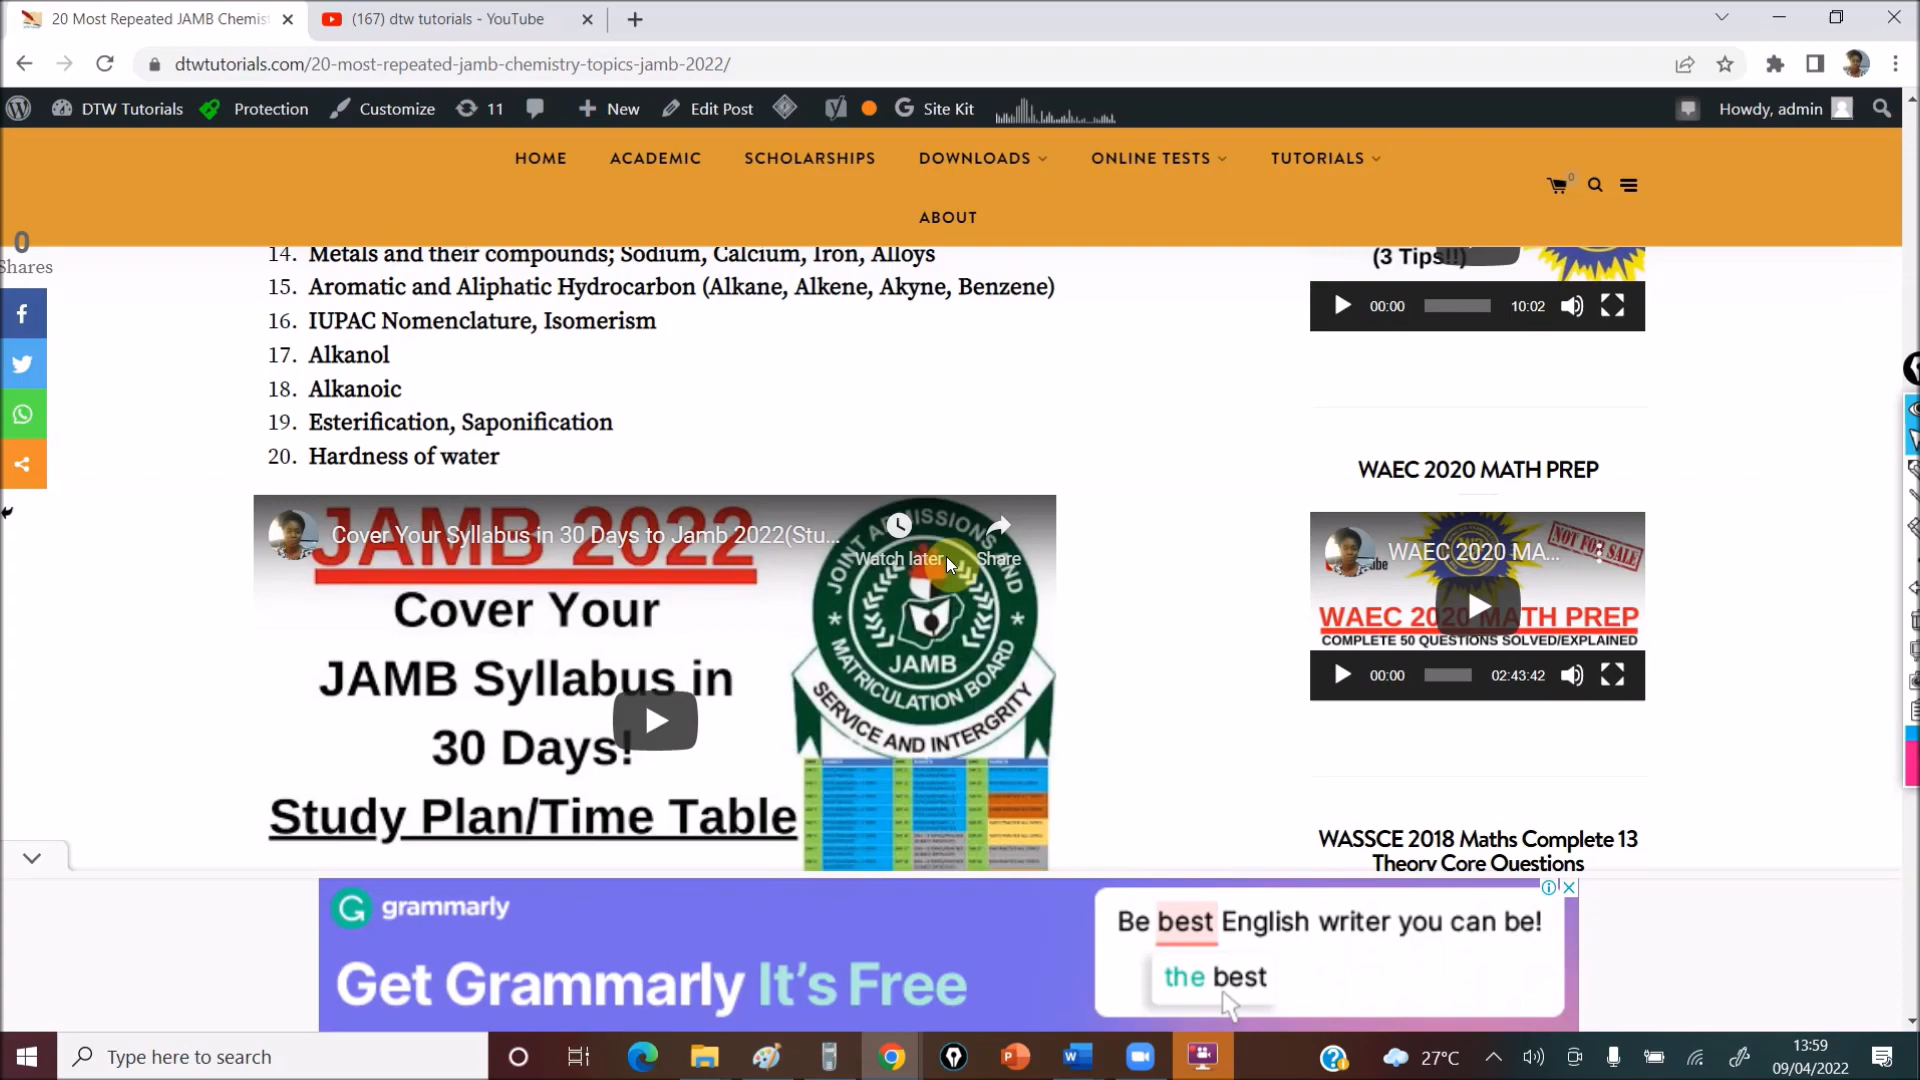 20 Most Repeated JAMB Chemist
(167) dtw tutorials - YouTube
dtwtutorials.com/20-most-repeated-jamb-chemistry-topics-jamb-2022/
DTW Tutorials
Protection
Customize
11
New
Edit Post
G Site Kit
Howdy, admin
HOME
ACADEMIC
SCHOLARSHIPS
DOWNLOADS
ONLINE TESTS
TUTORIALS
0
ABOUT
0
Shares
14. Metals and their compounds; Sodium, Calcium, Iron, Alloys
15. Aromatic and Aliphatic Hydrocarbon (Alkane, Alkene, Akyne, Benzene)
16. IUPAC Nomenclature, Isomerism
17. Alkanol
18. Alkanoic
19. Esterification, Saponification
20. Hardness of water
JAMB 2022
Cover Your Syllabus in 30 Days to Jamb 2022(Stu...
Watch later
Share
Cover Your
JAMB Syllabus in
30 Days!
Study Plan/Time Table
JOINT ADMISSIONS AND
MATRICULATION BOARD
JAMB
SERVICE AND INTERGRITY
(3 Tips!!)
00:00
10:02
WAEC 2020 MATH PREP
WAEC 2020 MA...
NOT FOR SALE
WAEC 2020 MATH PREP
COMPLETE 50 QUESTIONS SOLVED/EXPLAINED
00:00
02:43:42
WASSCE 2018 Maths Complete 13
Theory Core Questions
grammarly
Get Grammarly It's Free
Be best English writer you can be!
the best
Type here to search
27°C
13:59
09/04/2022